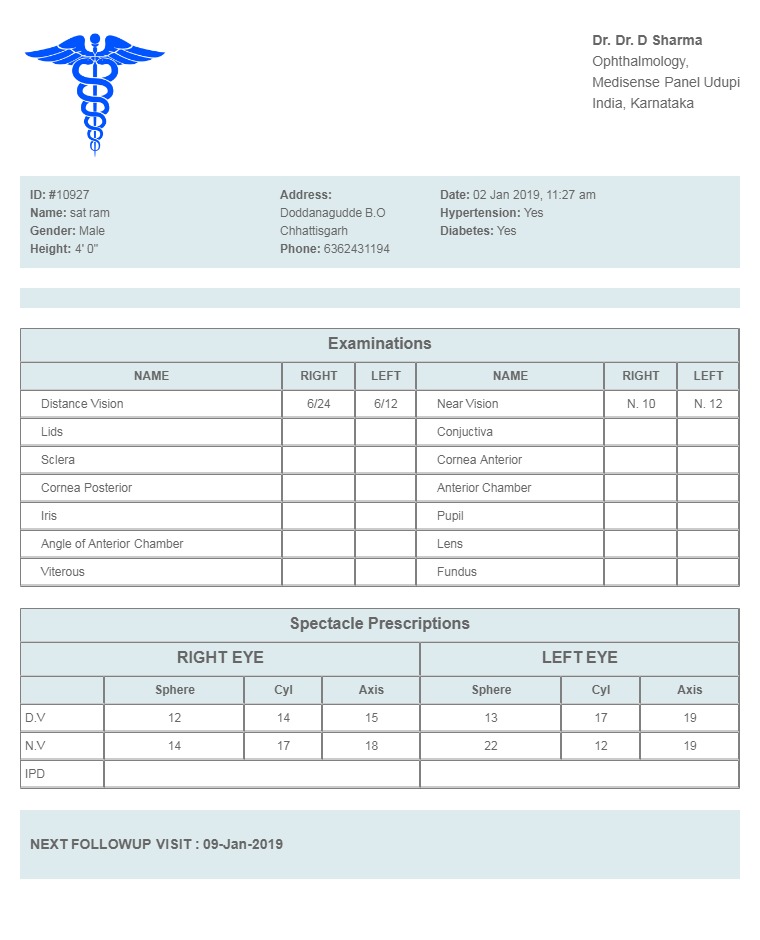 Dr. Dr. D Sharma
Ophthalmology,
Medisense Panel Udupi
India, Karnataka
ID: #10927
Name: sat ram
Gender: Male
Height: 4' 0"
Address:
Doddanagudde B.O
Chhattisgarh
Phone: 6362431194
Date: 02 Jan 2019, 11:27 am
Hypertension: Yes
Diabetes: Yes
Examinations
NAME RIGHT LEFT NAME RIGHT LEFT
Distance Vision 6/24 6/12 Near Vision N. 10 N. 12
Lids Conjuctiva
Sclera Cornea Anterior
Cornea Posterior Anterior Chamber
Iris Pupil
Angle of Anterior Chamber Lens
Viterous Fundus
Spectacle Prescriptions
RIGHT EYE LEFT EYE
Sphere Cyl Axis Sphere Cyl Axis
D.V 12 14 15 13 17 19
N.V 14 17 18 22 12 19
IPD
NEXT FOLLOWUP VISIT : 09-Jan-2019